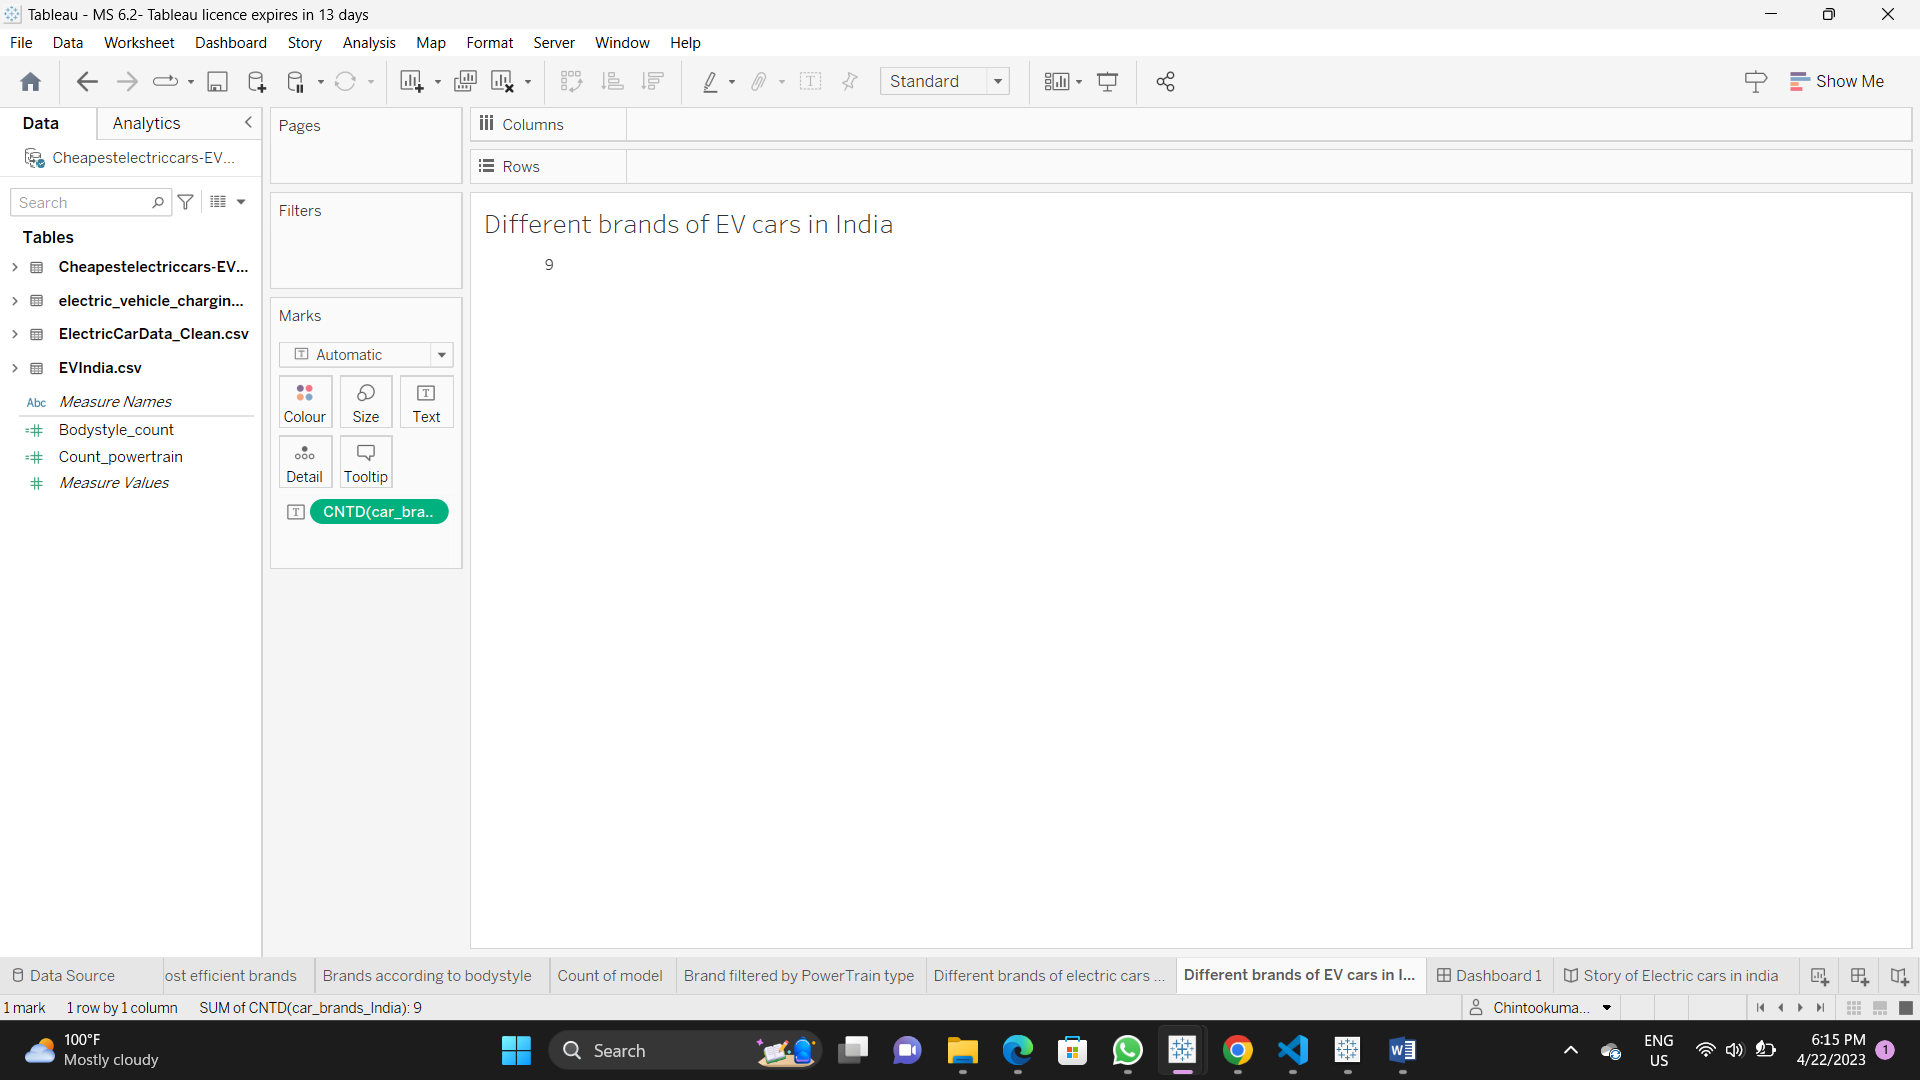 Tableau - MS 6.2- Tableau licence expires in 13 days
File Data Worksheet Dashboard Story Analysis Map Format Server Window Help
Standard
Show Me
Data
Analytics
Cheapestelectriccars-EV...
Search
Tables
Cheapestelectriccars-EV...
electric_vehicle_chargin...
ElectricCarData_Clean.csv
EVIndia.csv
Abc Measure Names
Bodystyle_count
Count_powertrain
Measure Values
Pages
Filters
Marks
Automatic
Colour
Size
Text
Detail
Tooltip
CNTD(car_bra..
Columns
Rows
Different brands of EV cars in India
9
Data Source
ost efficient brands
Brands according to bodystyle
Count of model
Brand filtered by PowerTrain type
Different brands of electric cars ...
Different brands of EV cars in I...
Dashboard 1
Story of Electric cars in india
1 mark 1 row by 1 column SUM of CNTD(car_brands_India): 9
Chintookuma...
100°F
Mostly cloudy
Search
ENG
US
6:15 PM
4/22/2023
1